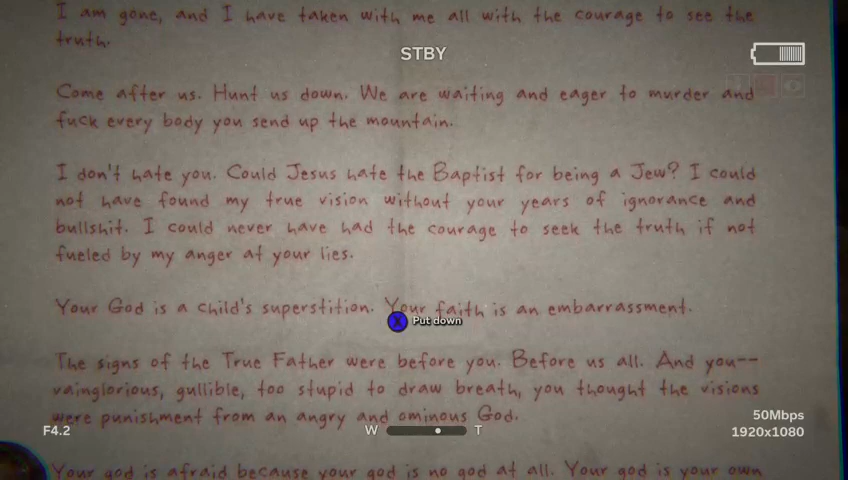 I am gone, and I have taken with me all with the courage to see the
truth.
STBY
Come after us. Hunt us down. We are waiting and eager to murder and
fuck every body you send up the mountain.
I don't hate you. Could Jesus hate the Baptist for being a Jew? I could
not have found my true vision without your years of ignorance and
bullshit. I could never have had the courage to seek the truth if not
fueled by my anger at your lies.
Your God is a child's superstition. Your faith is an embarrassment.
X Put down
The signs of the True Father were before you. Before us all. And you--
vainglorious, gullible, too stupid to draw breath, you thought the visions
were punishment from an angry and ominous God.
50Mbps
F4.2
W
T
1920x1080
Your god is afraid because your god is no god at all. Your god is your own